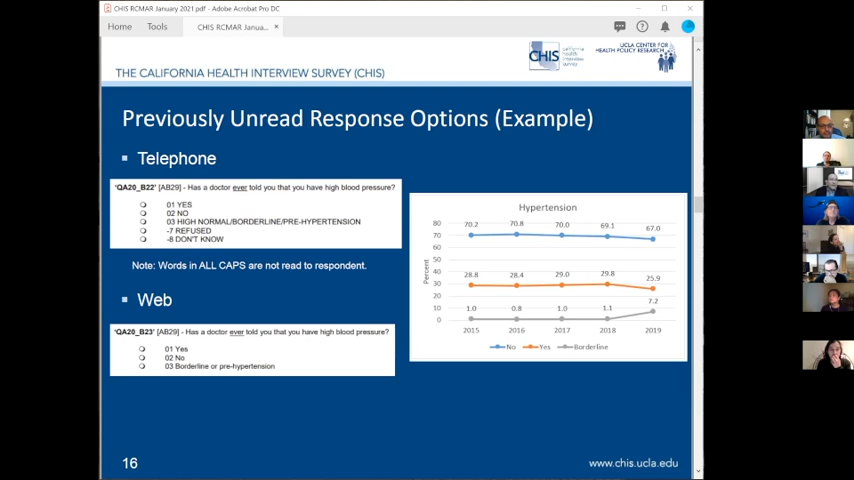 CHIS RCMAR January 2021.pdf - Adobe Acrobat Pro DC
Home Tools CHIS RCMAR Janua... ×
CHIS california health interview survey
UCLA CENTER FOR
HEALTH POLICY RESEARCH
THE CALIFORNIA HEALTH INTERVIEW SURVEY (CHIS)
Previously Unread Response Options (Example)
Telephone
'QA20_B22' [AB29] - Has a doctor ever told you that you have high blood pressure?
01 YES
02 NO
03 HIGH NORMAL/BORDERLINE/PRE-HYPERTENSION
-7 REFUSED
-8 DON'T KNOW
Note: Words in ALL CAPS are not read to respondent.
Web
'QA20_B23' [AB29] - Has a doctor ever told you that you have high blood pressure?
01 Yes
02 No
03 Borderline or pre-hypertension
Hypertension
Percent
80
70
60
50
40
30
20
10
0
70.2 70.8 70.0 69.1 67.0
28.8 28.4 29.0 29.8 25.9
1.0 0.8 1.0 1.1 7.2
2015 2016 2017 2018 2019
No Yes Borderline
16
www.chis.ucla.edu